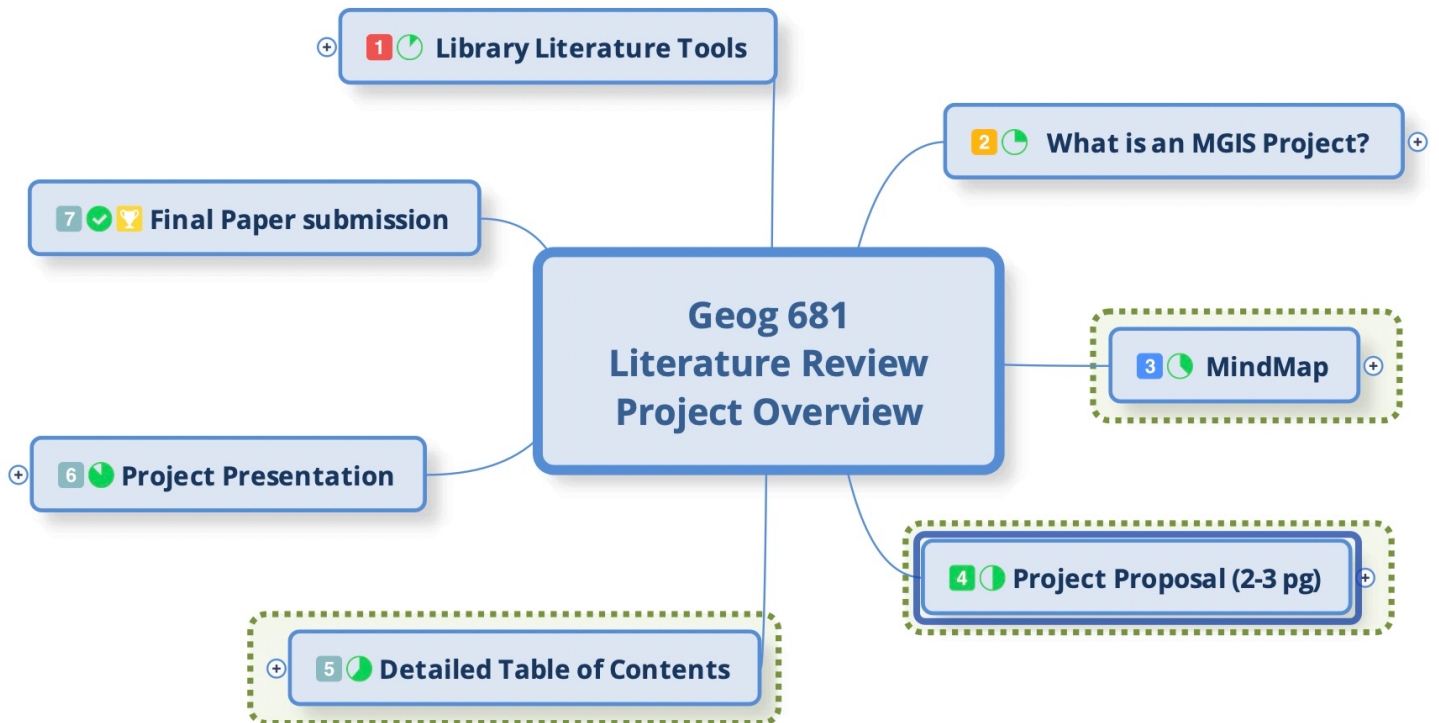 1 Library Literature Tools
2 What is an MGIS Project?
7 Final Paper submission
Geog 681
Literature Review
Project Overview
3 MindMap
6 Project Presentation
4 Project Proposal (2-3 pg)
5 Detailed Table of Contents